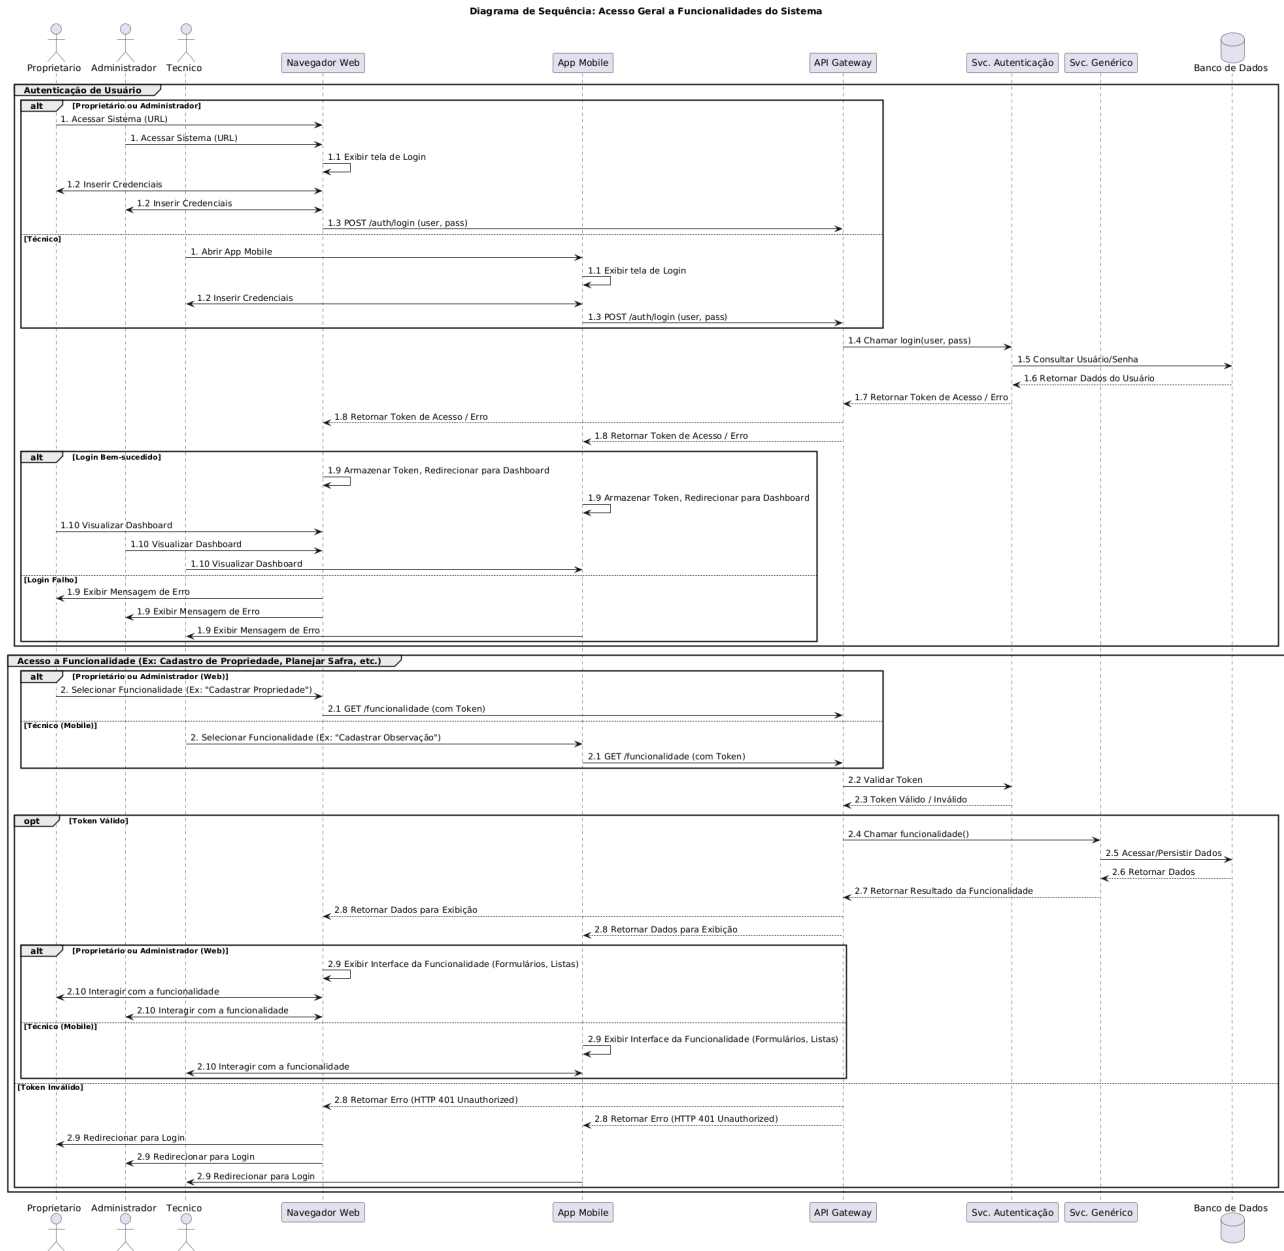 Diagrama de Sequência: Acesso Geral a Funcionalidades do Sistema
Proprietario Administrador Tecnico Navegador Web App Mobile API Gateway Svc. Autenticação Svc. Genérico Banco de Dados
Autenticação de Usuário
alt [Proprietário ou Administrador]
1. Acessar Sistema (URL)
1. Acessar Sistema (URL)
1.1 Exibir tela de Login
1.2 Inserir Credenciais
1.2 Inserir Credenciais
1.3 POST /auth/login (user, pass)
[Técnico]
1. Abrir App Mobile
1.1 Exibir tela de Login
1.2 Inserir Credenciais
1.3 POST /auth/login (user, pass)
1.4 Chamar login(user, pass)
1.5 Consultar Usuário/Senha
1.6 Retornar Dados do Usuário
1.7 Retornar Token de Acesso / Erro
1.8 Retornar Token de Acesso / Erro
1.8 Retornar Token de Acesso / Erro
alt [Login Bem-sucedido]
1.9 Armazenar Token, Redirecionar para Dashboard
1.9 Armazenar Token, Redirecionar para Dashboard
1.10 Visualizar Dashboard
1.10 Visualizar Dashboard
1.10 Visualizar Dashboard
[Login Falho]
1.9 Exibir Mensagem de Erro
1.9 Exibir Mensagem de Erro
1.9 Exibir Mensagem de Erro
Acesso a Funcionalidade (Ex: Cadastro de Propriedade, Planejar Safra, etc.)
alt [Proprietário ou Administrador (Web)]
2. Selecionar Funcionalidade (Ex: "Cadastrar Propriedade")
2.1 GET /funcionalidade (com Token)
[Técnico (Mobile)]
2. Selecionar Funcionalidade (Ex: "Cadastrar Observação")
2.1 GET /funcionalidade (com Token)
2.2 Validar Token
2.3 Token Válido / Inválido
opt [Token Válido]
2.4 Chamar funcionalidade()
2.5 Acessar/Persistir Dados
2.6 Retornar Dados
2.7 Retornar Resultado da Funcionalidade
2.8 Retornar Dados para Exibição
2.8 Retornar Dados para Exibição
alt [Proprietário ou Administrador (Web)]
2.9 Exibir Interface da Funcionalidade (Formulários, Listas)
2.10 Interagir com a funcionalidade
2.10 Interagir com a funcionalidade
[Técnico (Mobile)]
2.9 Exibir Interface da Funcionalidade (Formulários, Listas)
2.10 Interagir com a funcionalidade
[Token Inválido]
2.8 Retornar Erro (HTTP 401 Unauthorized)
2.8 Retornar Erro (HTTP 401 Unauthorized)
2.9 Redirecionar para Login
2.9 Redirecionar para Login
2.9 Redirecionar para Login
Proprietario Administrador Tecnico Navegador Web App Mobile API Gateway Svc. Autenticação Svc. Genérico Banco de Dados